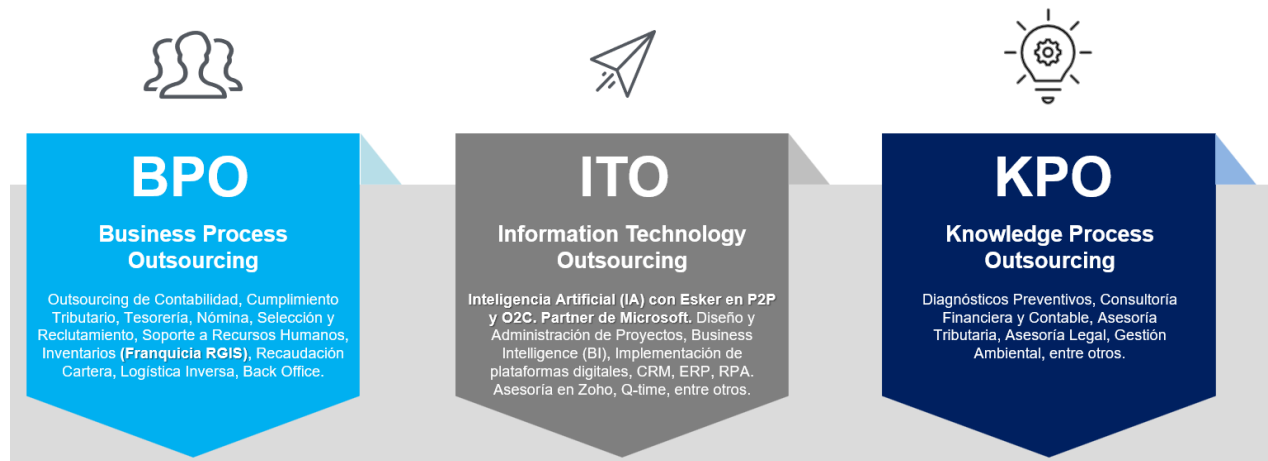 BPO
Business Process
Outsourcing
Outsourcing de Contabilidad, Cumplimiento
Tributario, Tesorería, Nómina, Selección y
Reclutamiento, Soporte a Recursos Humanos,
Inventarios (Franquicia RGIS), Recaudación
Cartera, Logística Inversa, Back Office.
ITO
Information Technology
Outsourcing
Inteligencia Artificial (IA) con Esker en P2P
y O2C. Partner de Microsoft. Diseño y
Administración de Proyectos, Business
Intelligence (BI), Implementación de
plataformas digitales, CRM, ERP, RPA.
Asesoría en Zoho, Q-time, entre otros.
KPO
Knowledge Process
Outsourcing
Diagnósticos Preventivos, Consultoría
Financiera y Contable, Asesoría
Tributaria, Asesoría Legal, Gestión
Ambiental, entre otros.